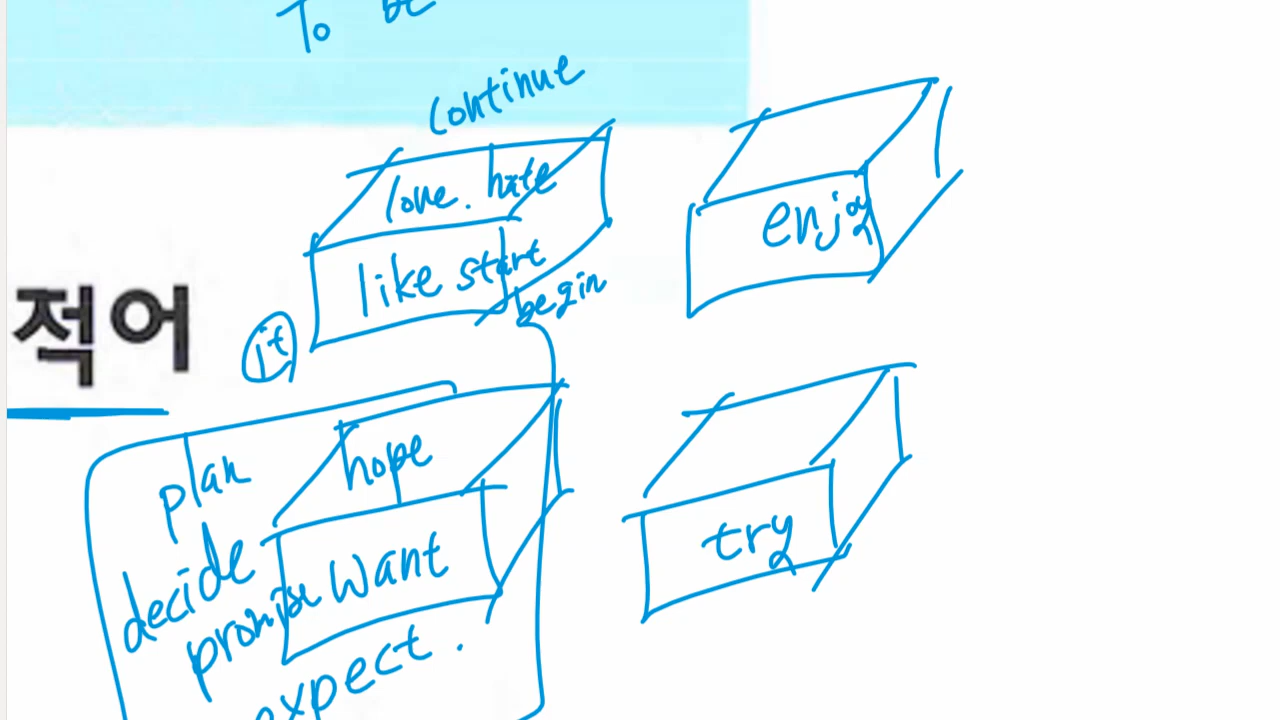 To be
continue
love. hate
like start
begin
enjoy
적어
it
plan
hope
decide
promise want
expect.
try